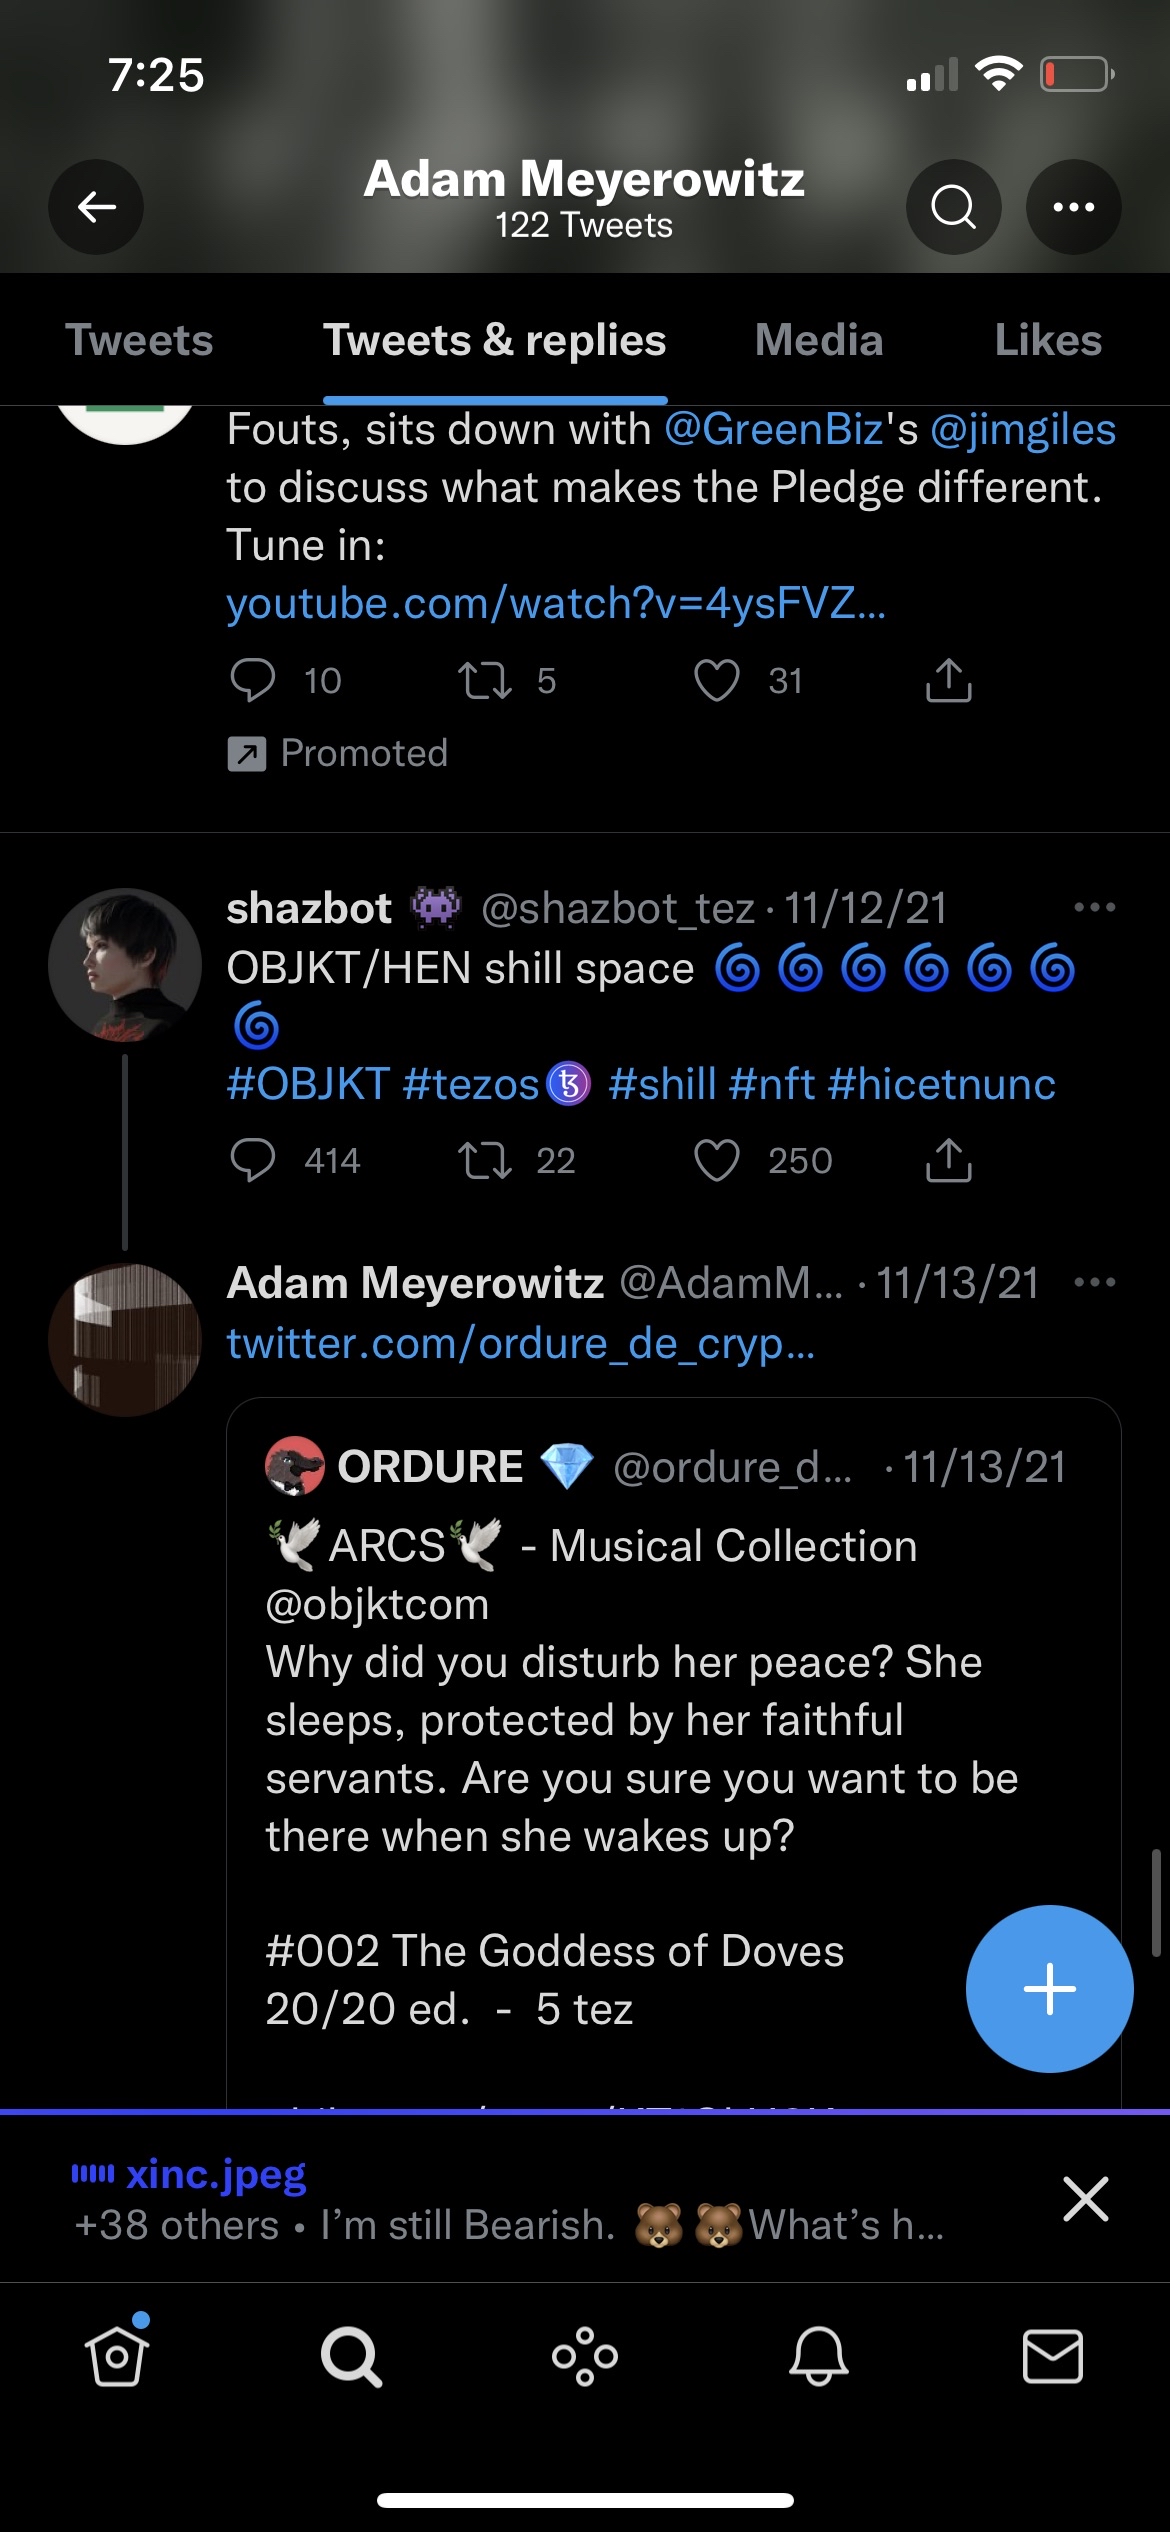 7:25
Adam Meyerowitz
122 Tweets
Tweets Tweets & replies Media Likes
Fouts, sits down with @GreenBiz's @jimgiles
to discuss what makes the Pledge different.
Tune in:
youtube.com/watch?v=4ysFVZ...
10 5 31
Promoted
shazbot 👾 @shazbot_tez · 11/12/21
OBJKT/HEN shill space 🌀 🌀 🌀 🌀 🌀 🌀
🌀
#OBJKT #tezos #shill #nft #hicetnunc
414 22 250
Adam Meyerowitz @AdamM... · 11/13/21
twitter.com/ordure_de_cryp...
ORDURE 💎 @ordure_d... · 11/13/21
🕊️ARCS🕊️ - Musical Collection
@objktcom
Why did you disturb her peace? She
sleeps, protected by her faithful
servants. Are you sure you want to be
there when she wakes up?
#002 The Goddess of Doves
20/20 ed. - 5 tez
xinc.jpeg
+38 others • I’m still Bearish. 🐻 🐻What’s h...